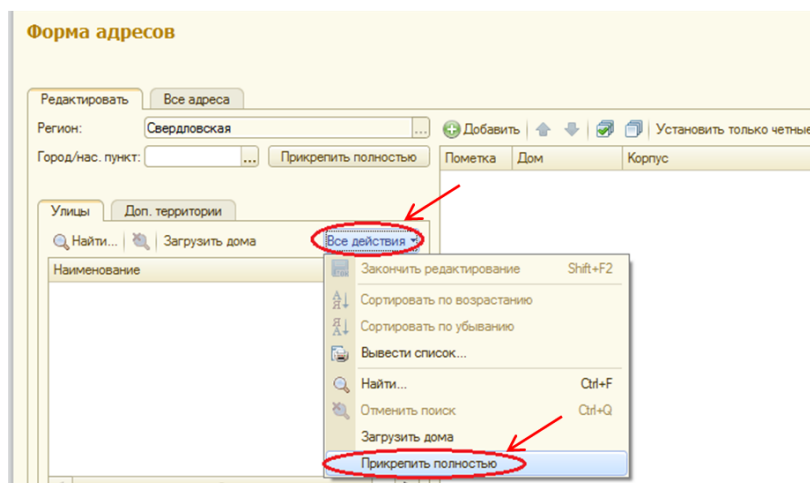 Форма адресов
Редактировать Все адреса
Регион: Свердловская ... Добавить Установить только четные
Город/нас. пункт: ... Прикрепить полностью Пометка Дом Корпус
Улицы Доп. территории
Найти... Загрузить дома Все действия
Наименование
Закончить редактирование Shift+F2
Сортировать по возрастанию
Сортировать по убыванию
Вывести список...
Найти... Ctrl+F
Отменить поиск Ctrl+Q
Загрузить дома
Прикрепить полностью